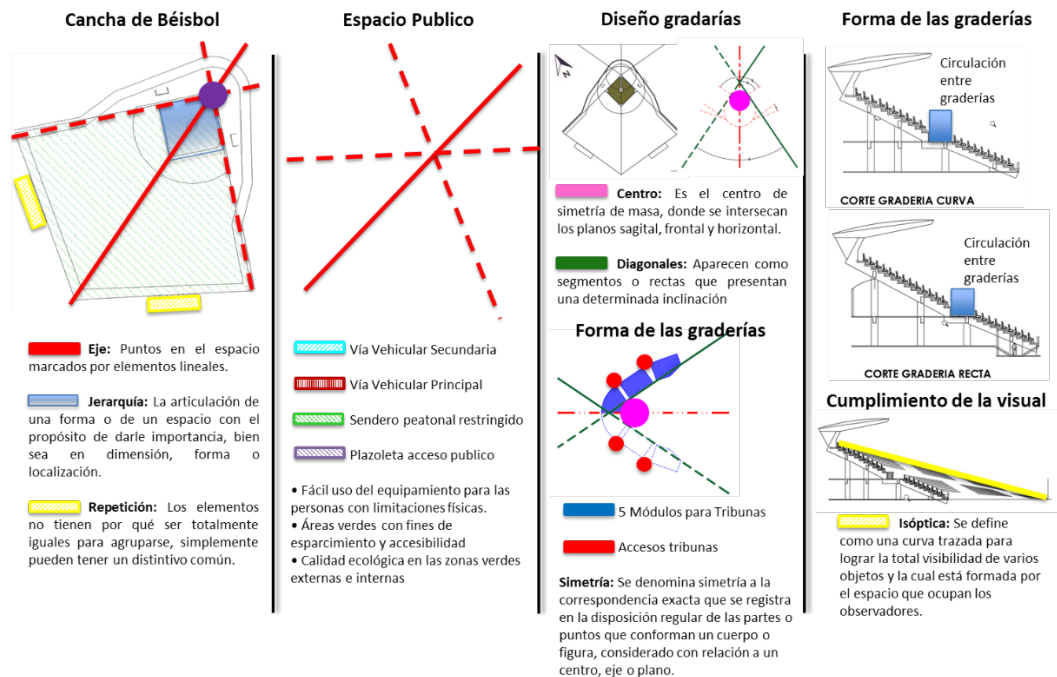 Cancha de Béisbol
Eje: Puntos en el espacio
marcados por elementos lineales.
Jerarquía: La articulación de
una forma o de un espacio con el
propósito de darle importancia, bien
sea en dimensión, forma o
localización.
Repetición: Los elementos
no tienen por qué ser totalmente
iguales para agruparse, simplemente
pueden tener un distintivo común.
Espacio Publico
Vía Vehicular Secundaria
Vía Vehicular Principal
Sendero peatonal restringido
Plazoleta acceso publico
• Fácil uso del equipamiento para las
personas con limitaciones físicas.
• Áreas verdes con fines de
esparcimiento y accesibilidad
• Calidad ecológica en las zonas verdes
externas e internas
Diseño gradarías
N
Centro: Es el centro de
simetría de masa, donde se intersecan
los planos sagital, frontal y horizontal.
Diagonales: Aparecen como
segmentos o rectas que presentan
una determinada inclinación
Forma de las graderías
5 Módulos para Tribunas
Accesos tribunas
Simetría: Se denomina simetría a la
correspondencia exacta que se registra
en la disposición regular de las partes o
puntos que conforman un cuerpo o
figura, considerado con relación a un
centro, eje o plano.
Forma de las graderías
Circulación
entre
graderías
CORTE GRADERIA CURVA
Circulación
entre
graderías
CORTE GRADERIA RECTA
Cumplimiento de la visual
Isóptica: Se define
como una curva trazada para
lograr la total visibilidad de varios
objetos y la cual está formada por
el espacio que ocupan los
observadores.